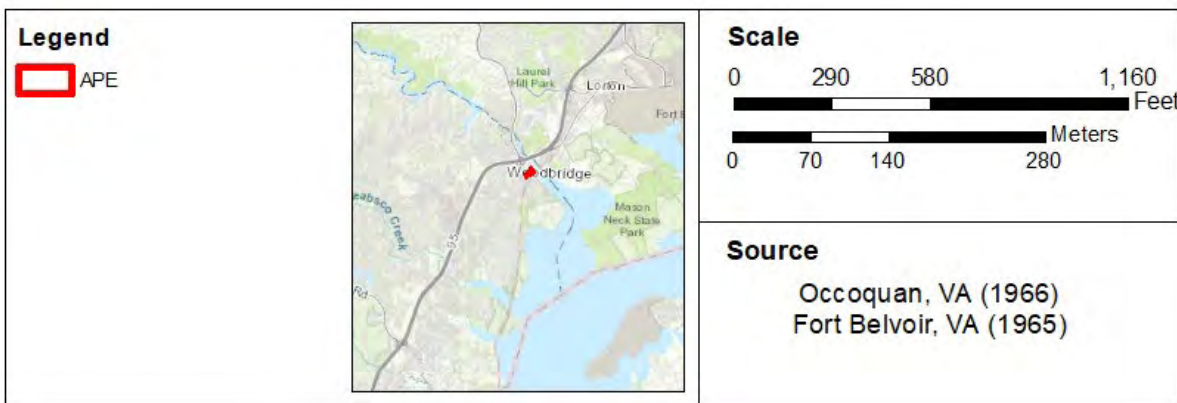 Legend
APE
Laurel
Hill Park
Lorton
Fort B
Woodbridge
Mason
Neck State
Park
eabsco Creek
95
Rd
Scale
0 290 580 1,160
Feet
Meters
0 70 140 280
Source
Occoquan, VA (1966)
Fort Belvoir, VA (1965)